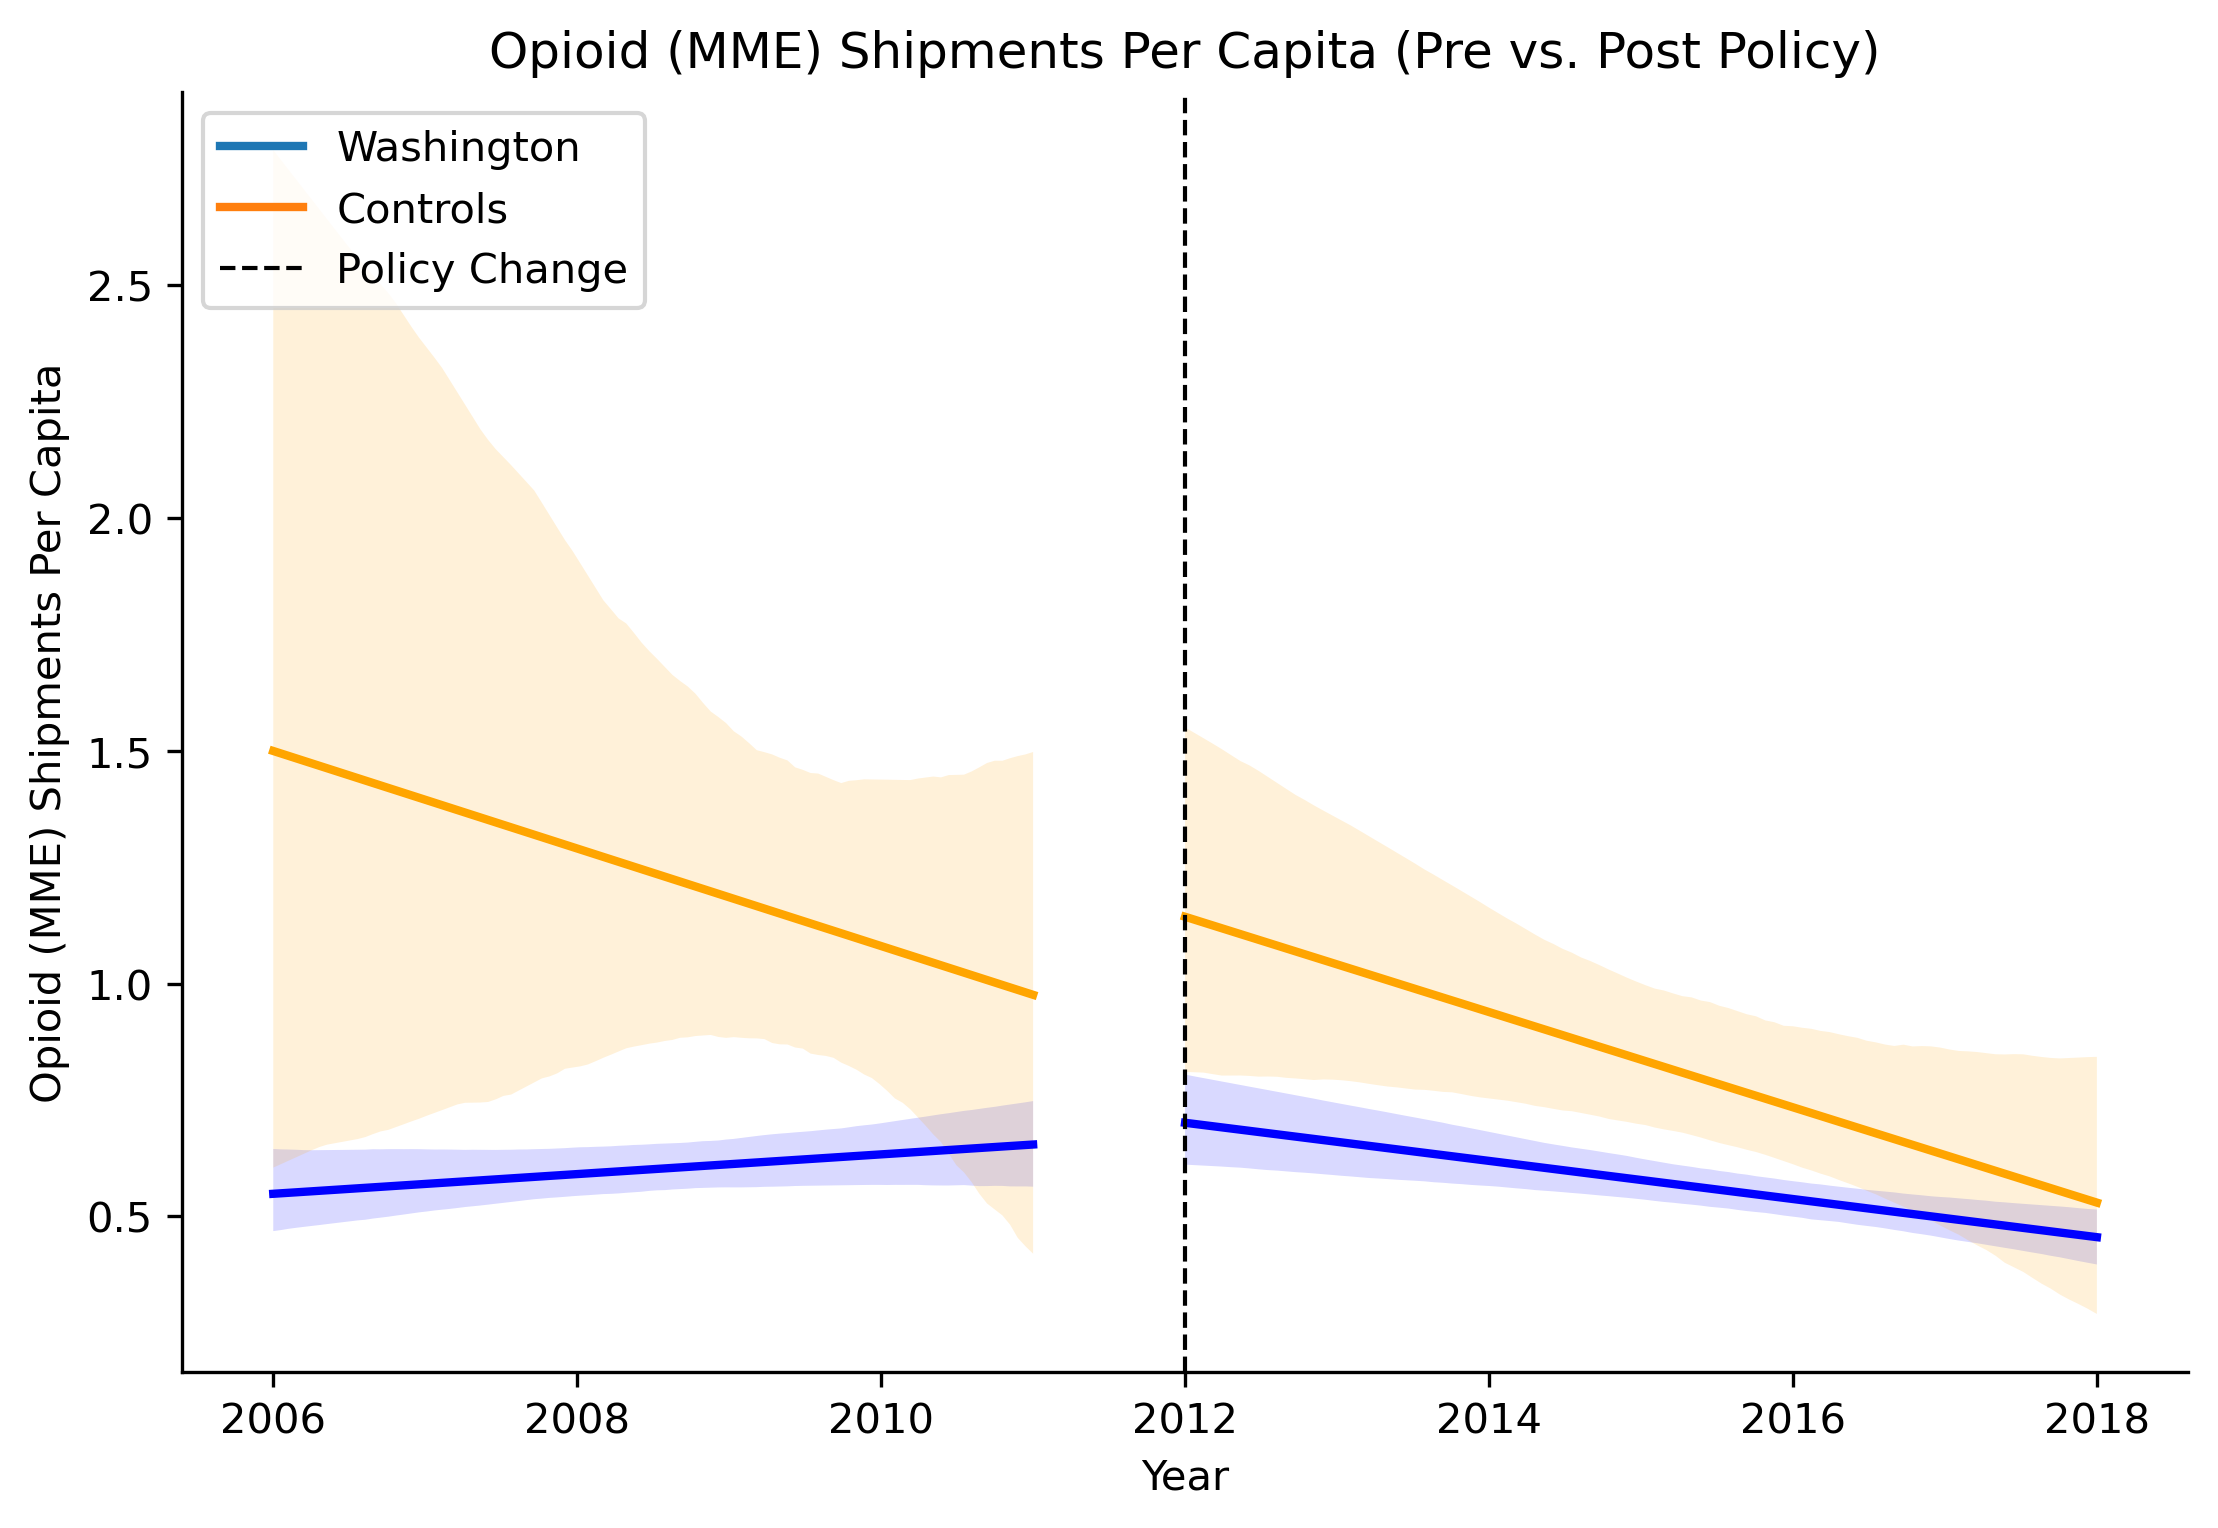 Opioid (MME) Shipments Per Capita (Pre vs. Post Policy)
Washington
Controls
Policy Change
Opioid (MME) Shipments Per Capita
2.5
2.0
1.5
1.0
0.5
2006 2008 2010 2012 2014 2016 2018
Year